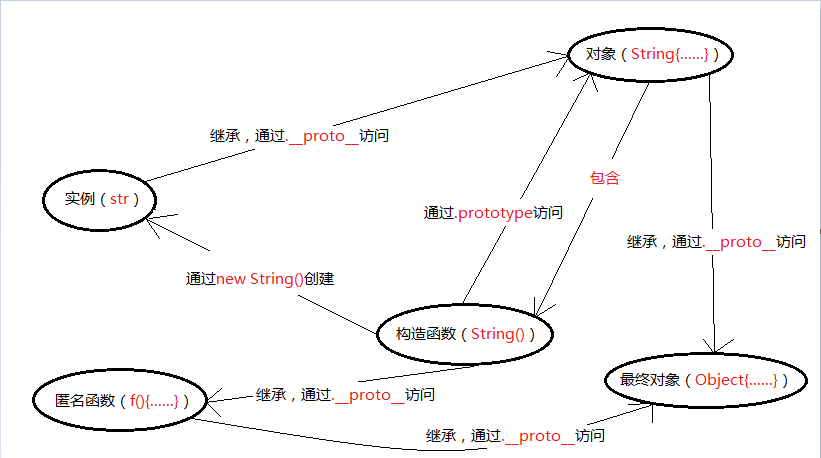 对象（String{......}）
继承，通过.__proto__访问
包含
实例（str）
通过.prototype访问
继承，通过.__proto__访问
通过new String()创建
构造函数（String()）
最终对象（Object{......}）
继承，通过.__proto__访问
匿名函数（f(){......}）
继承，通过.__proto__访问